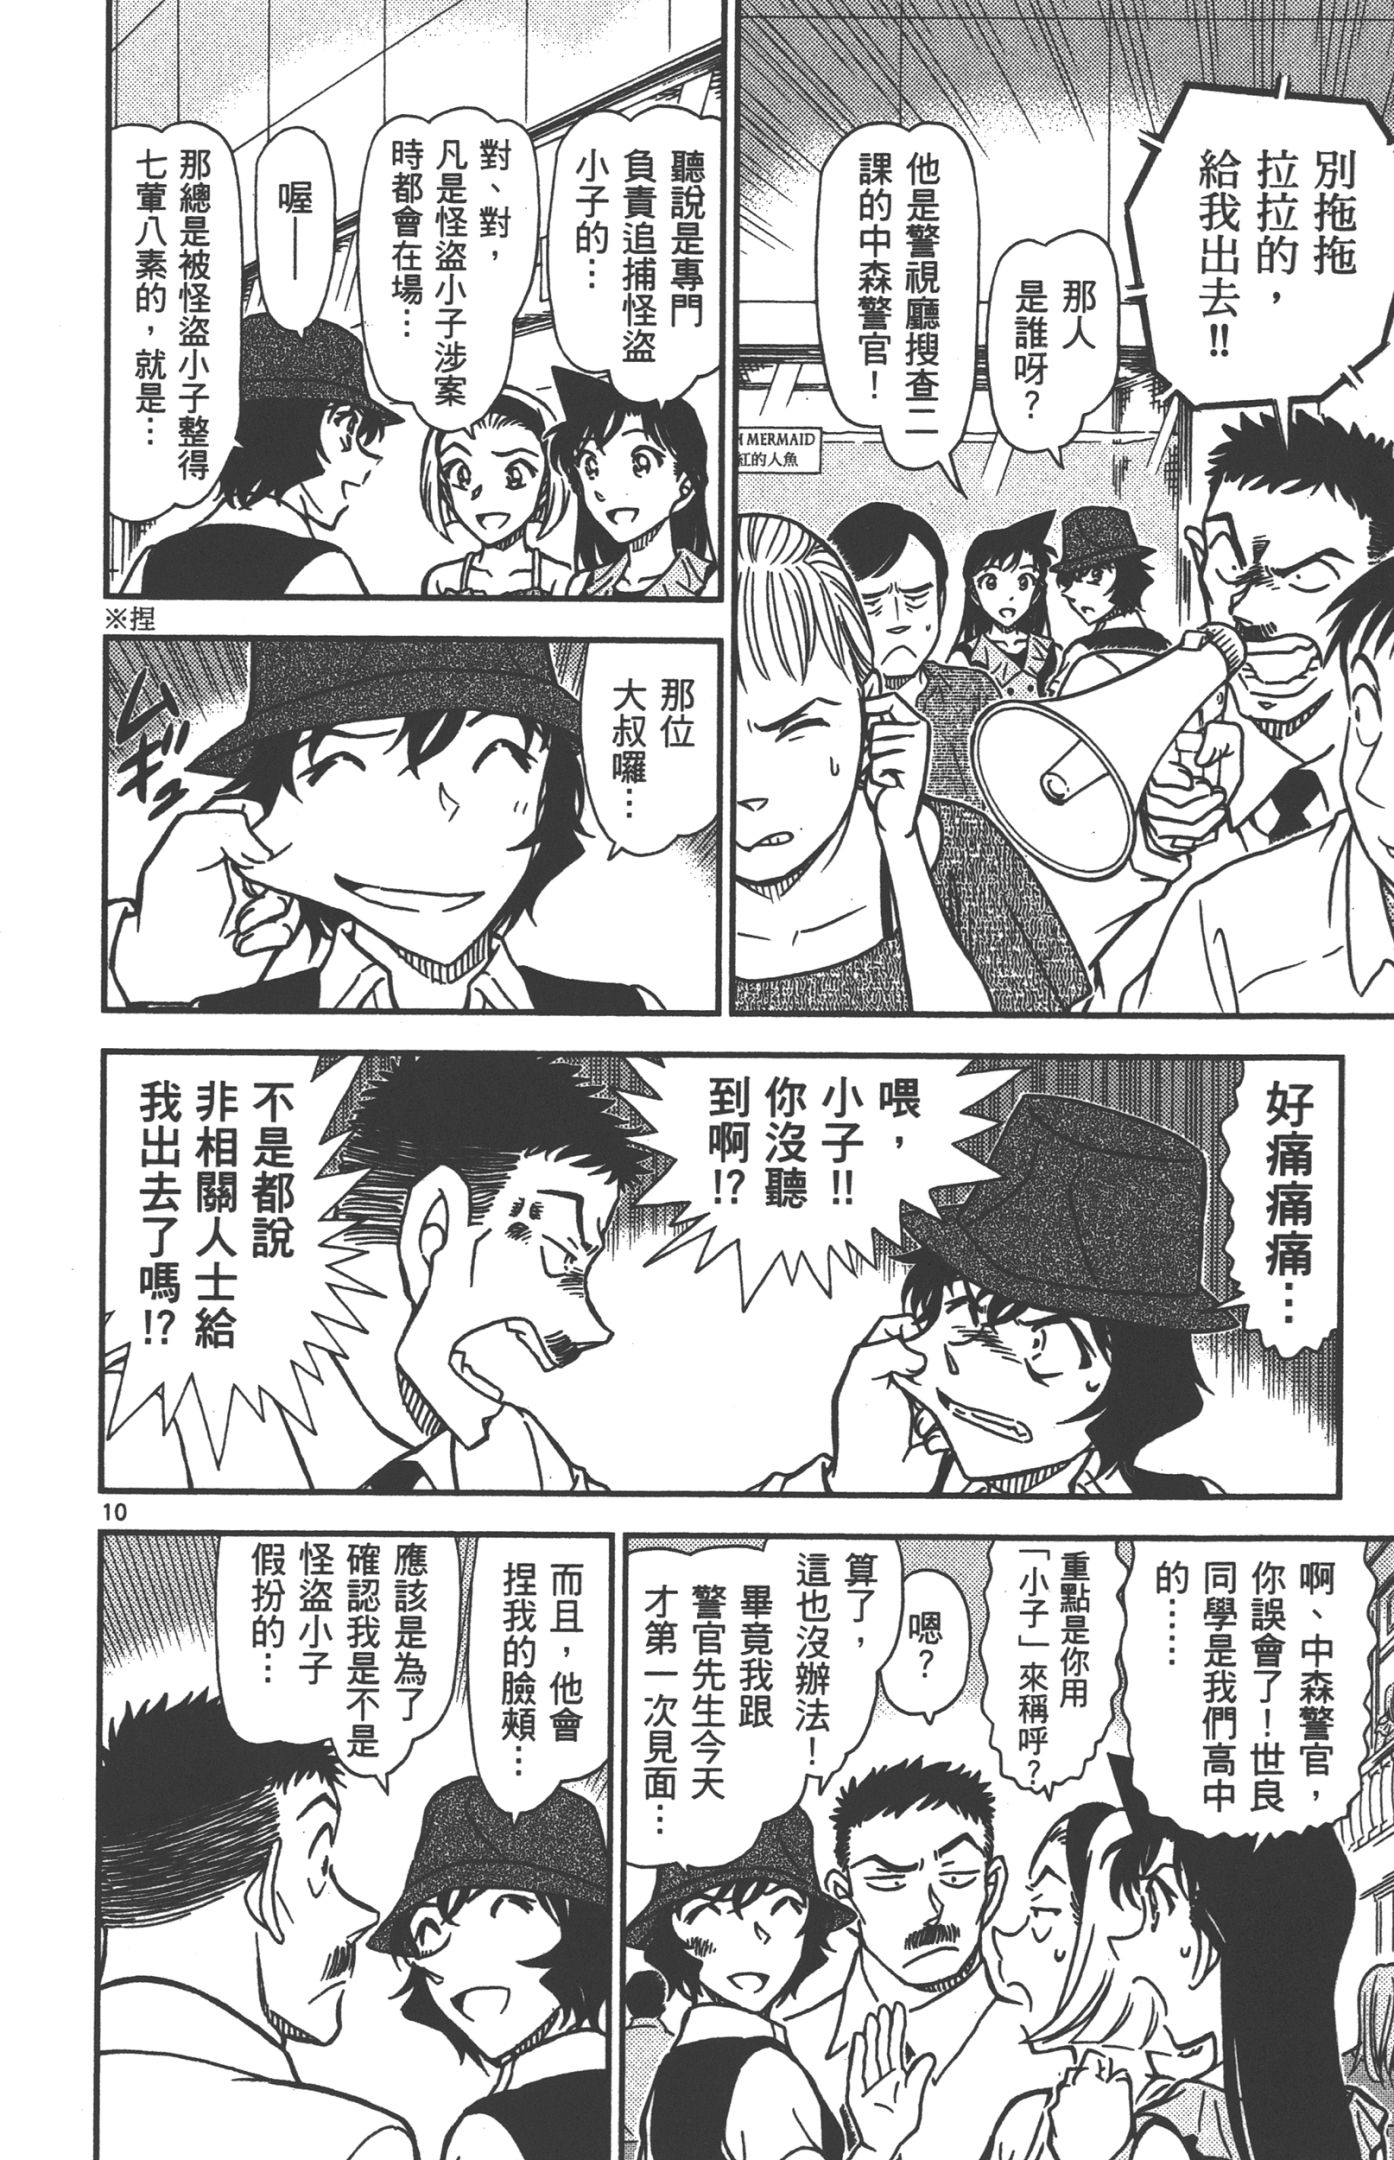 別拖拖
拉拉的，
給我出去!!
那人
是誰呀？
他是警視廳搜查二
課的中森警官！
H MERMAID
紅的人魚
聽說是專門
負責追捕怪盜
小子的…
對、對，
凡是怪盜小子涉案
時都會在場…
喔—
那總是被怪盜小子整得
七葷八素的，就是…
※捏
那位
大叔囉…
ムギュ
好痛痛痛…
喂，
小子!!
你沒聽
到啊!?
不是都說
非相關人士給
我出去了嗎!?
10
啊、中森警官，
你誤會了！世良
同學是我們高中
的……
重點是你用
「小子」來稱呼？
嗯？
算了，
這也沒辦法！
畢竟我跟
警官先生今天
才第一次見面…
而且，他會
捏我的臉頰…
應該是為了
確認我是不是
怪盜小子
假扮的…